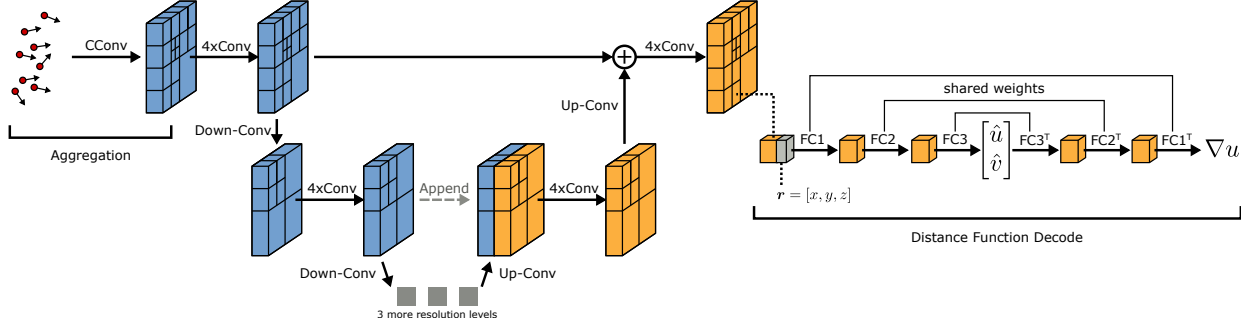 CConv
4xConv
4xConv
Aggregation
Down-Conv
Up-Conv
4xConv
Append
4xConv
Down-Conv
Up-Conv
3 more resolution levels
shared weights
FC1
FC2
FC3
û
v̂
FC3ᵀ
FC2ᵀ
FC1ᵀ
∇u
r = [x, y, z]
Distance Function Decode